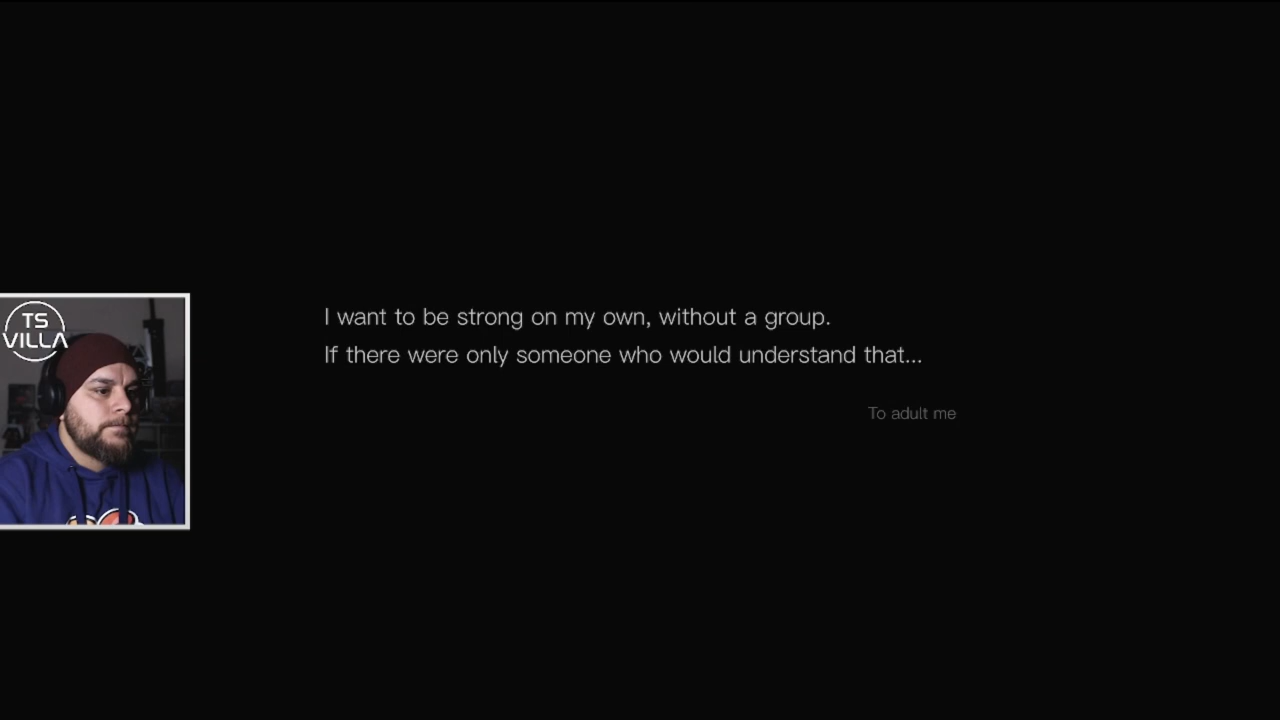 TS
VILLA
I want to be strong on my own, without a group.
If there were only someone who would understand that...
To adult me